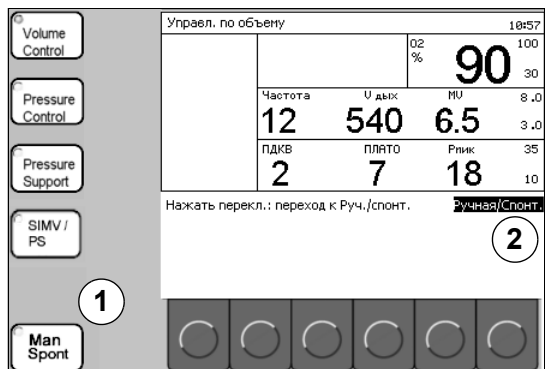 Volume
Control
Pressure
Control
Pressure
Support
SIMV /
PS
Man
Spont
1
Управл. по объему 10:57
O2
%
90
100
30
Частота V дых MV 8.0
12 540 6.5 3.0
ПДКВ ПЛАТО Pпик 35
2 7 18 10
Нажать перекл.: переход к Руч./спонт. Ручная/Спонт.
2